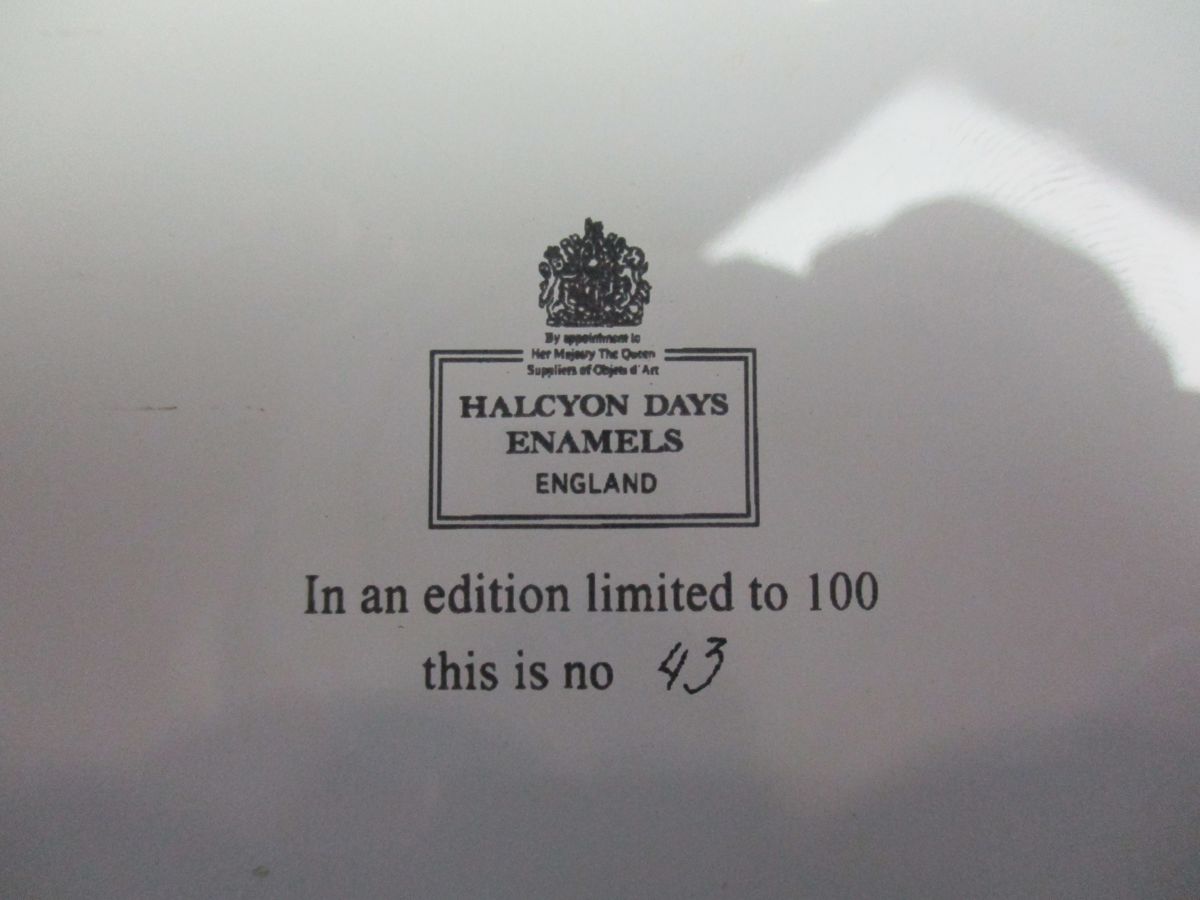 By appointment to
Her Majesty The Queen
Suppliers of Objets d'Art
HALCYON DAYS
ENAMELS
ENGLAND
In an edition limited to 100
this is no 43